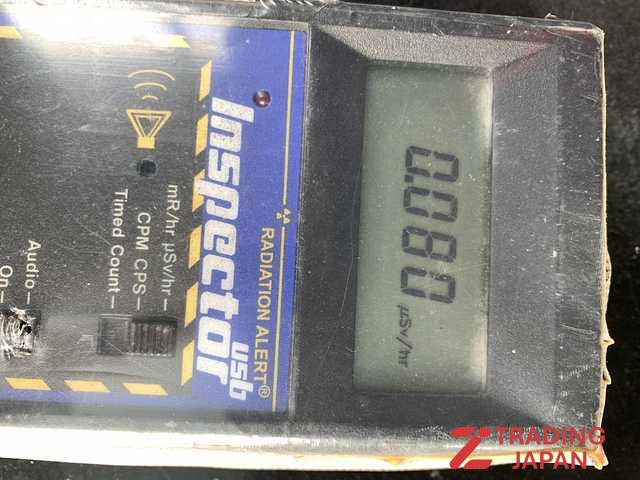 0.080
µSv/hr
RADIATION ALERT®
Inspector
usb
mR/hr µSv/hr
CPM CPS
Timed Count
Audio
On
TRADING
JAPAN